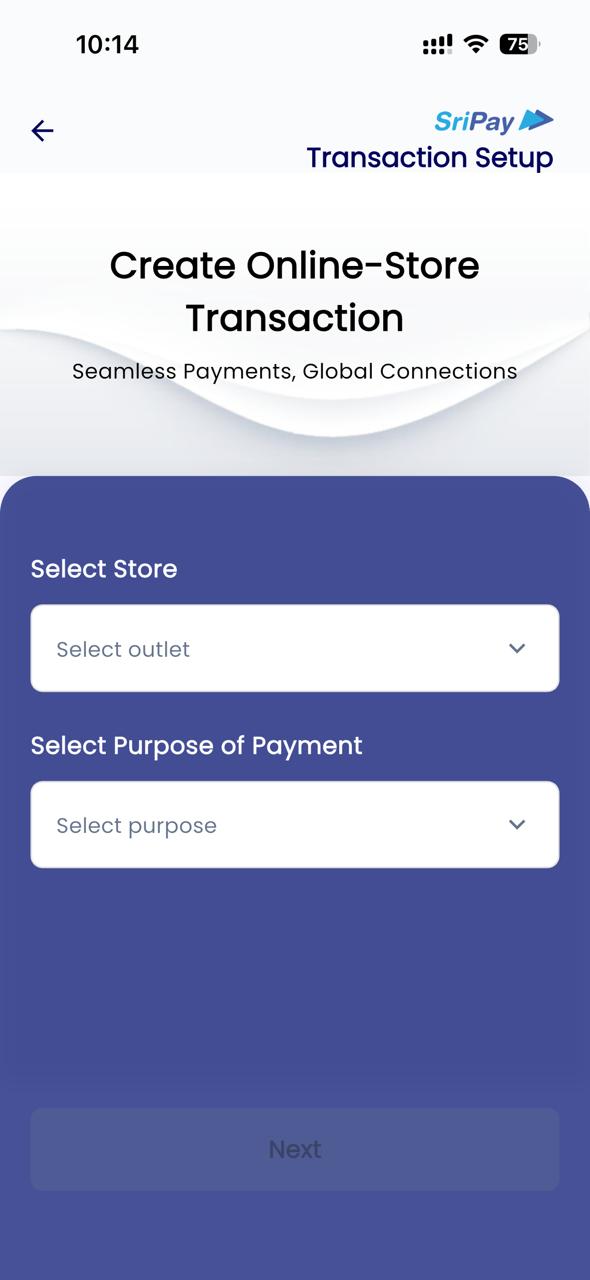 10:14
75
SriPay
Transaction Setup
Create Online-Store
Transaction
Seamless Payments, Global Connections
Select Store
Select outlet
Select Purpose of Payment
Select purpose
Next